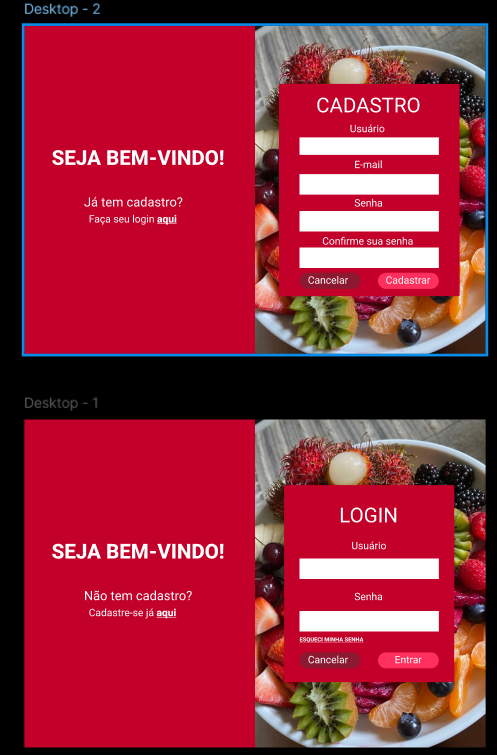 Desktop - 2
SEJA BEM-VINDO!
Já tem cadastro?
Faça seu login aqui
CADASTRO
Usuário
E-mail
Senha
Confirme sua senha
Cancelar
Cadastrar
Desktop - 1
SEJA BEM-VINDO!
Não tem cadastro?
Cadastre-se já aqui
LOGIN
Usuário
Senha
ESQUECI MINHA SENHA
Cancelar
Entrar